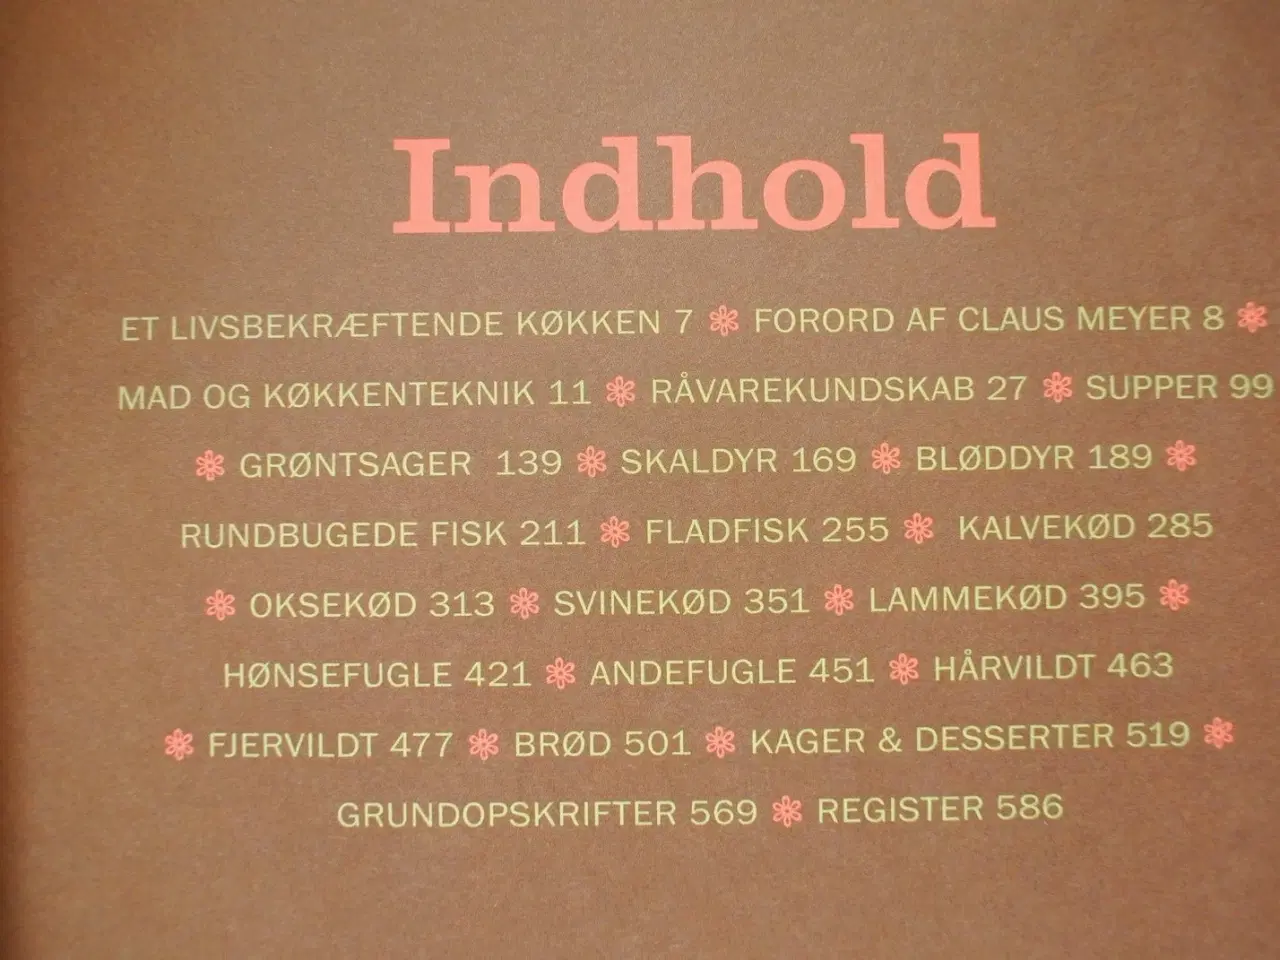 Indhold
ET LIVSBEKRÆFTENDE KØKKEN 7 ❃ FORORD AF CLAUS MEYER 8 ❃
MAD OG KØKKENTEKNIK 11 ❃ RÅVAREKUNDSKAB 27 ❃ SUPPER 99
❃ GRØNTSAGER 139 ❃ SKALDYR 169 ❃ BLØDDYR 189 ❃
RUNDBUGEDE FISK 211 ❃ FLADFISK 255 ❃ KALVEKØD 285
❃ OKSEKØD 313 ❃ SVINEKØD 351 ❃ LAMMEKØD 395 ❃
HØNSEFUGLE 421 ❃ ANDEFUGLE 451 ❃ HÅRVILDT 463
❃ FJERVILDT 477 ❃ BRØD 501 ❃ KAGER & DESSERTER 519 ❃
GRUNDOPSKRIFTER 569 ❃ REGISTER 586